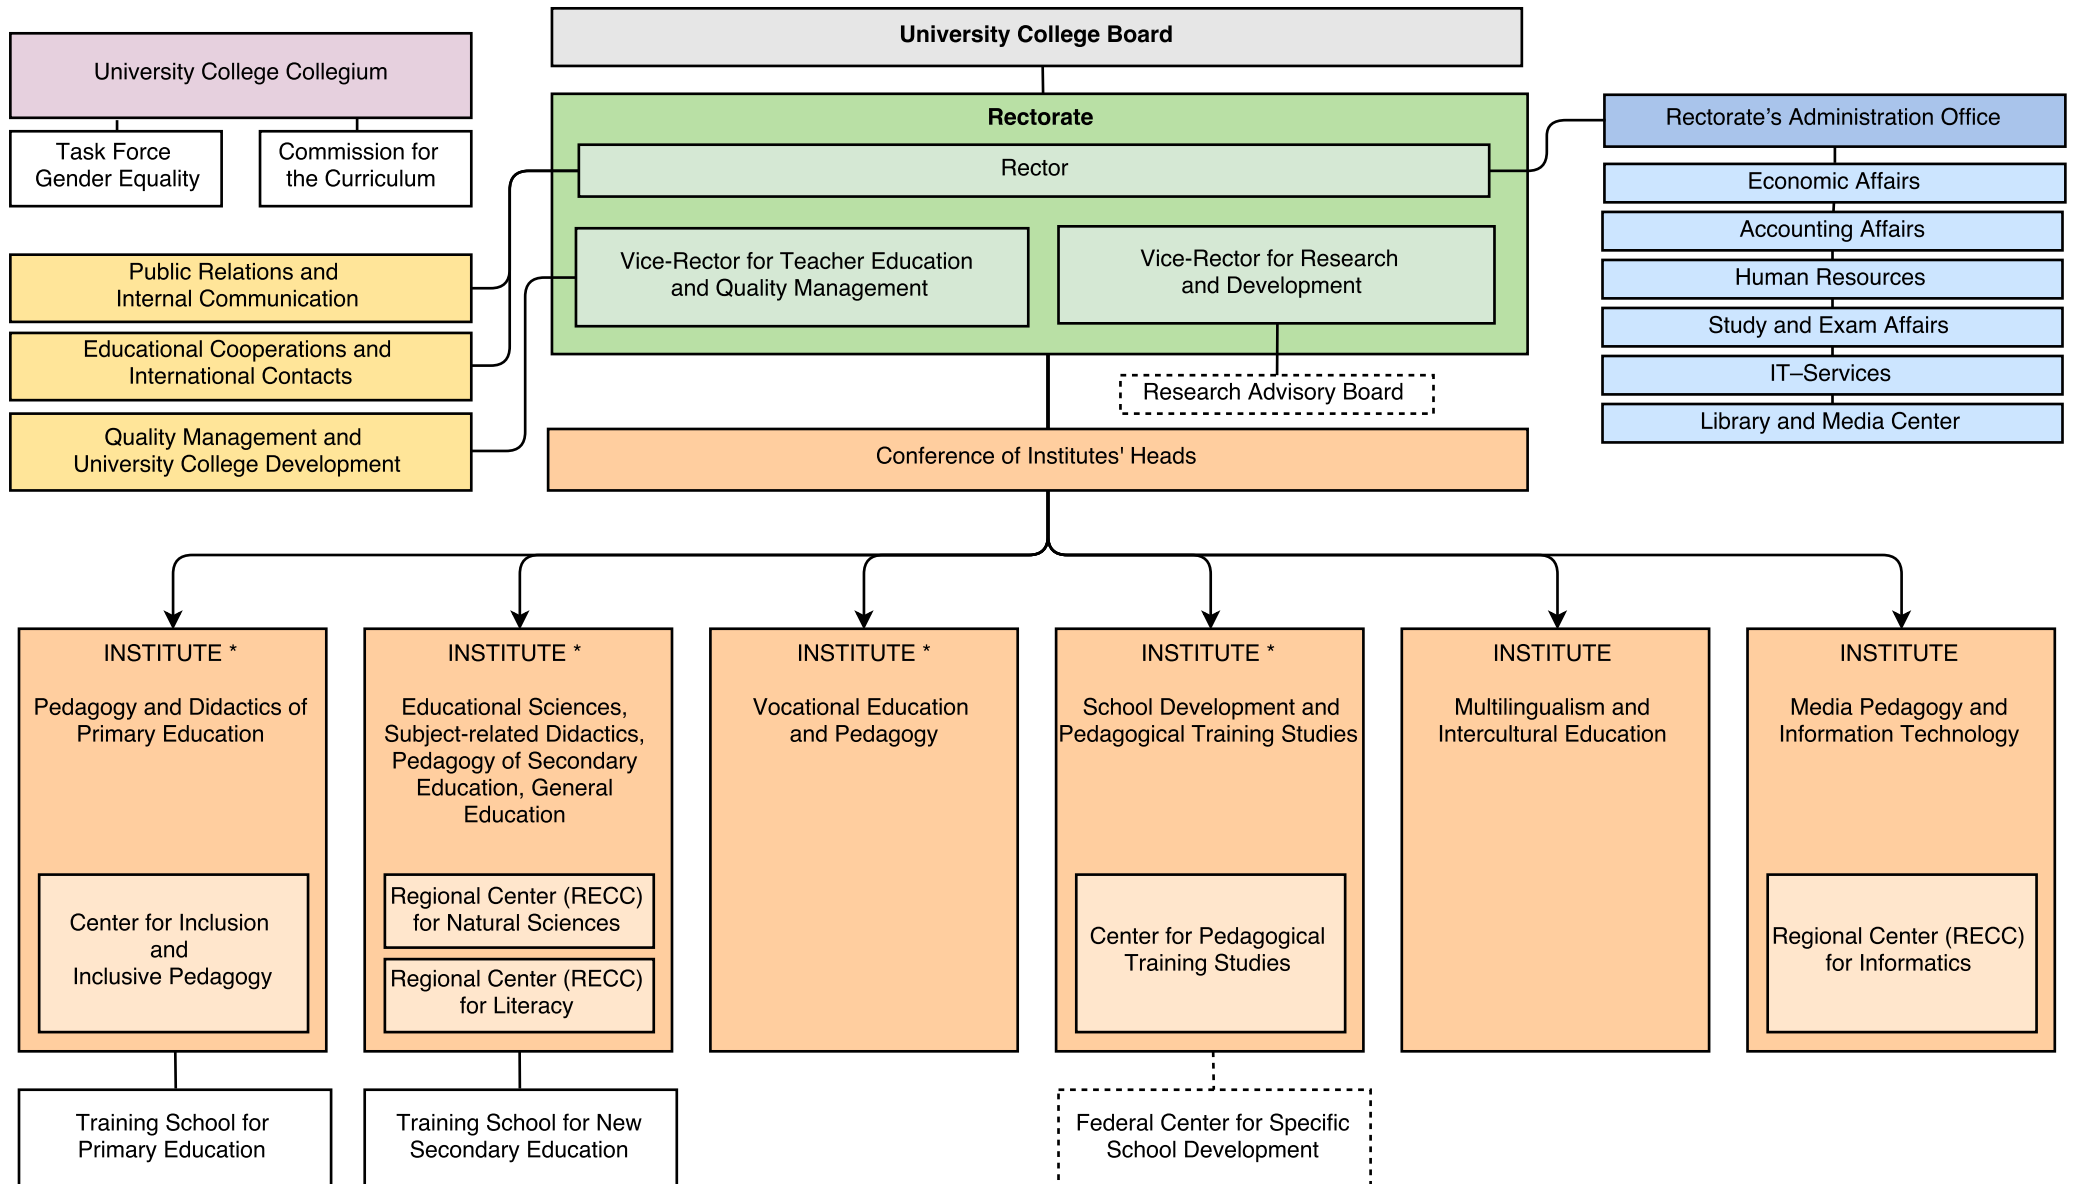 University College Board
University College Collegium
Task Force
Gender Equality
Commission for
the Curriculum
Rectorate
Rector
Vice-Rector for Teacher Education
and Quality Management
Vice-Rector for Research
and Development
Research Advisory Board
Rectorate's Administration Office
Economic Affairs
Accounting Affairs
Human Resources
Study and Exam Affairs
IT–Services
Library and Media Center
Public Relations and
Internal Communication
Educational Cooperations and
International Contacts
Quality Management and
University College Development
Conference of Institutes' Heads
INSTITUTE *
Pedagogy and Didactics of
Primary Education
Center for Inclusion
and
Inclusive Pedagogy
Training School for
Primary Education
INSTITUTE *
Educational Sciences,
Subject-related Didactics,
Pedagogy of Secondary
Education, General
Education
Regional Center (RECC)
for Natural Sciences
Regional Center (RECC)
for Literacy
Training School for New
Secondary Education
INSTITUTE *
Vocational Education
and Pedagogy
INSTITUTE *
School Development and
Pedagogical Training Studies
Center for Pedagogical
Training Studies
Federal Center for Specific
School Development
INSTITUTE
Multilingualism and
Intercultural Education
INSTITUTE
Media Pedagogy and
Information Technology
Regional Center (RECC)
for Informatics